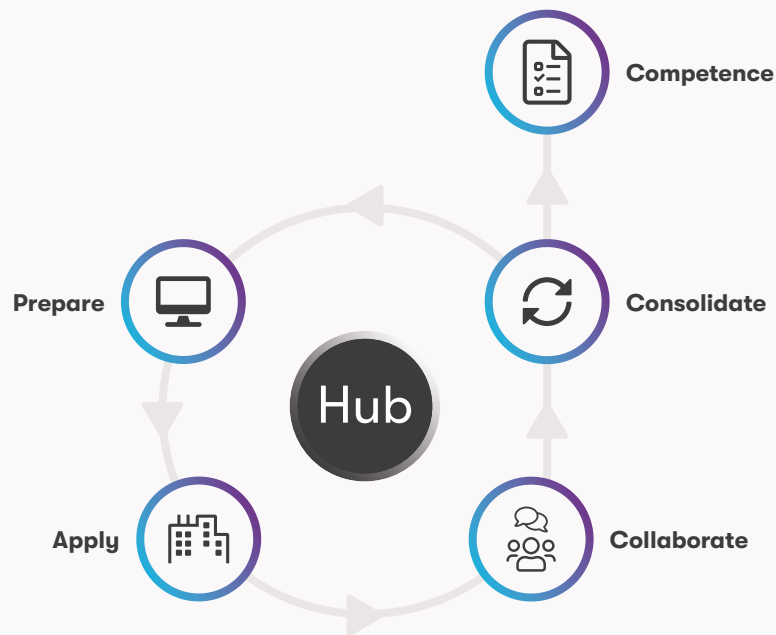 Competence
Prepare
Consolidate
Hub
Apply
Collaborate